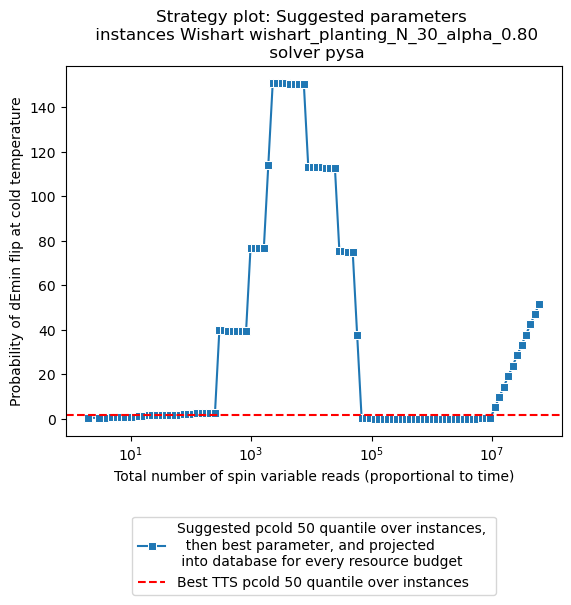 Strategy plot: Suggested parameters
instances Wishart wishart_planting_N_30_alpha_0.80
solver pysa
Probability of dEmin flip at cold temperature
140
120
100
80
60
40
20
0
10^1
10^3
10^5
10^7
Total number of spin variable reads (proportional to time)
Suggested pcold 50 quantile over instances,
then best parameter, and projected
into database for every resource budget
Best TTS pcold 50 quantile over instances